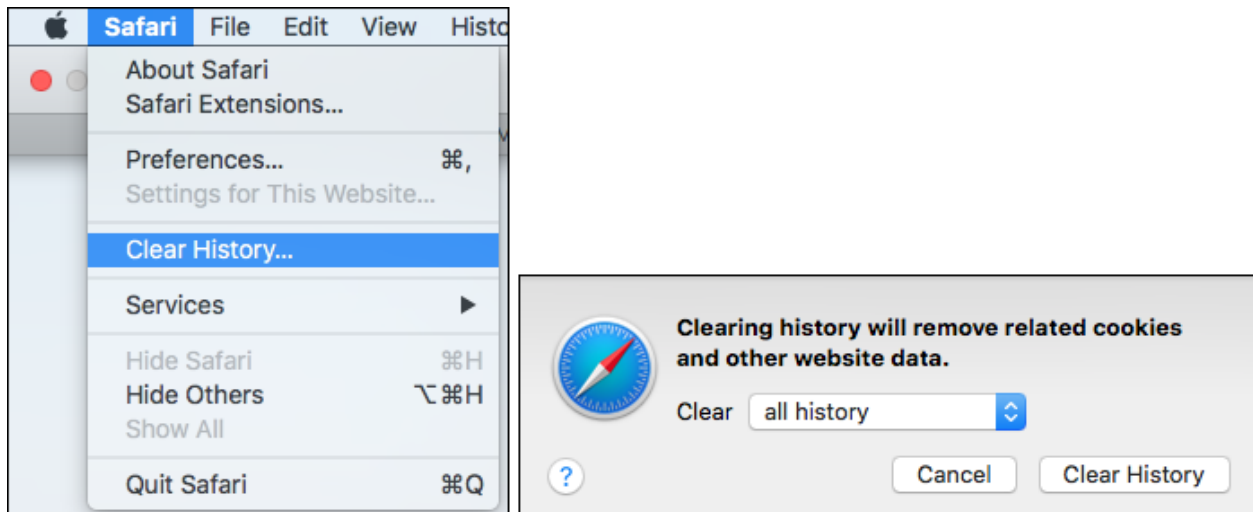 Safari File Edit View Histo
About Safari
Safari Extensions...
Preferences... ⌘,
Settings for This Website...
Clear History...
Services ▶
Hide Safari ⌘H
Hide Others ⌥⌘H
Show All
Quit Safari ⌘Q
Clearing history will remove related cookies
and other website data.
Clear all history
? Cancel Clear History